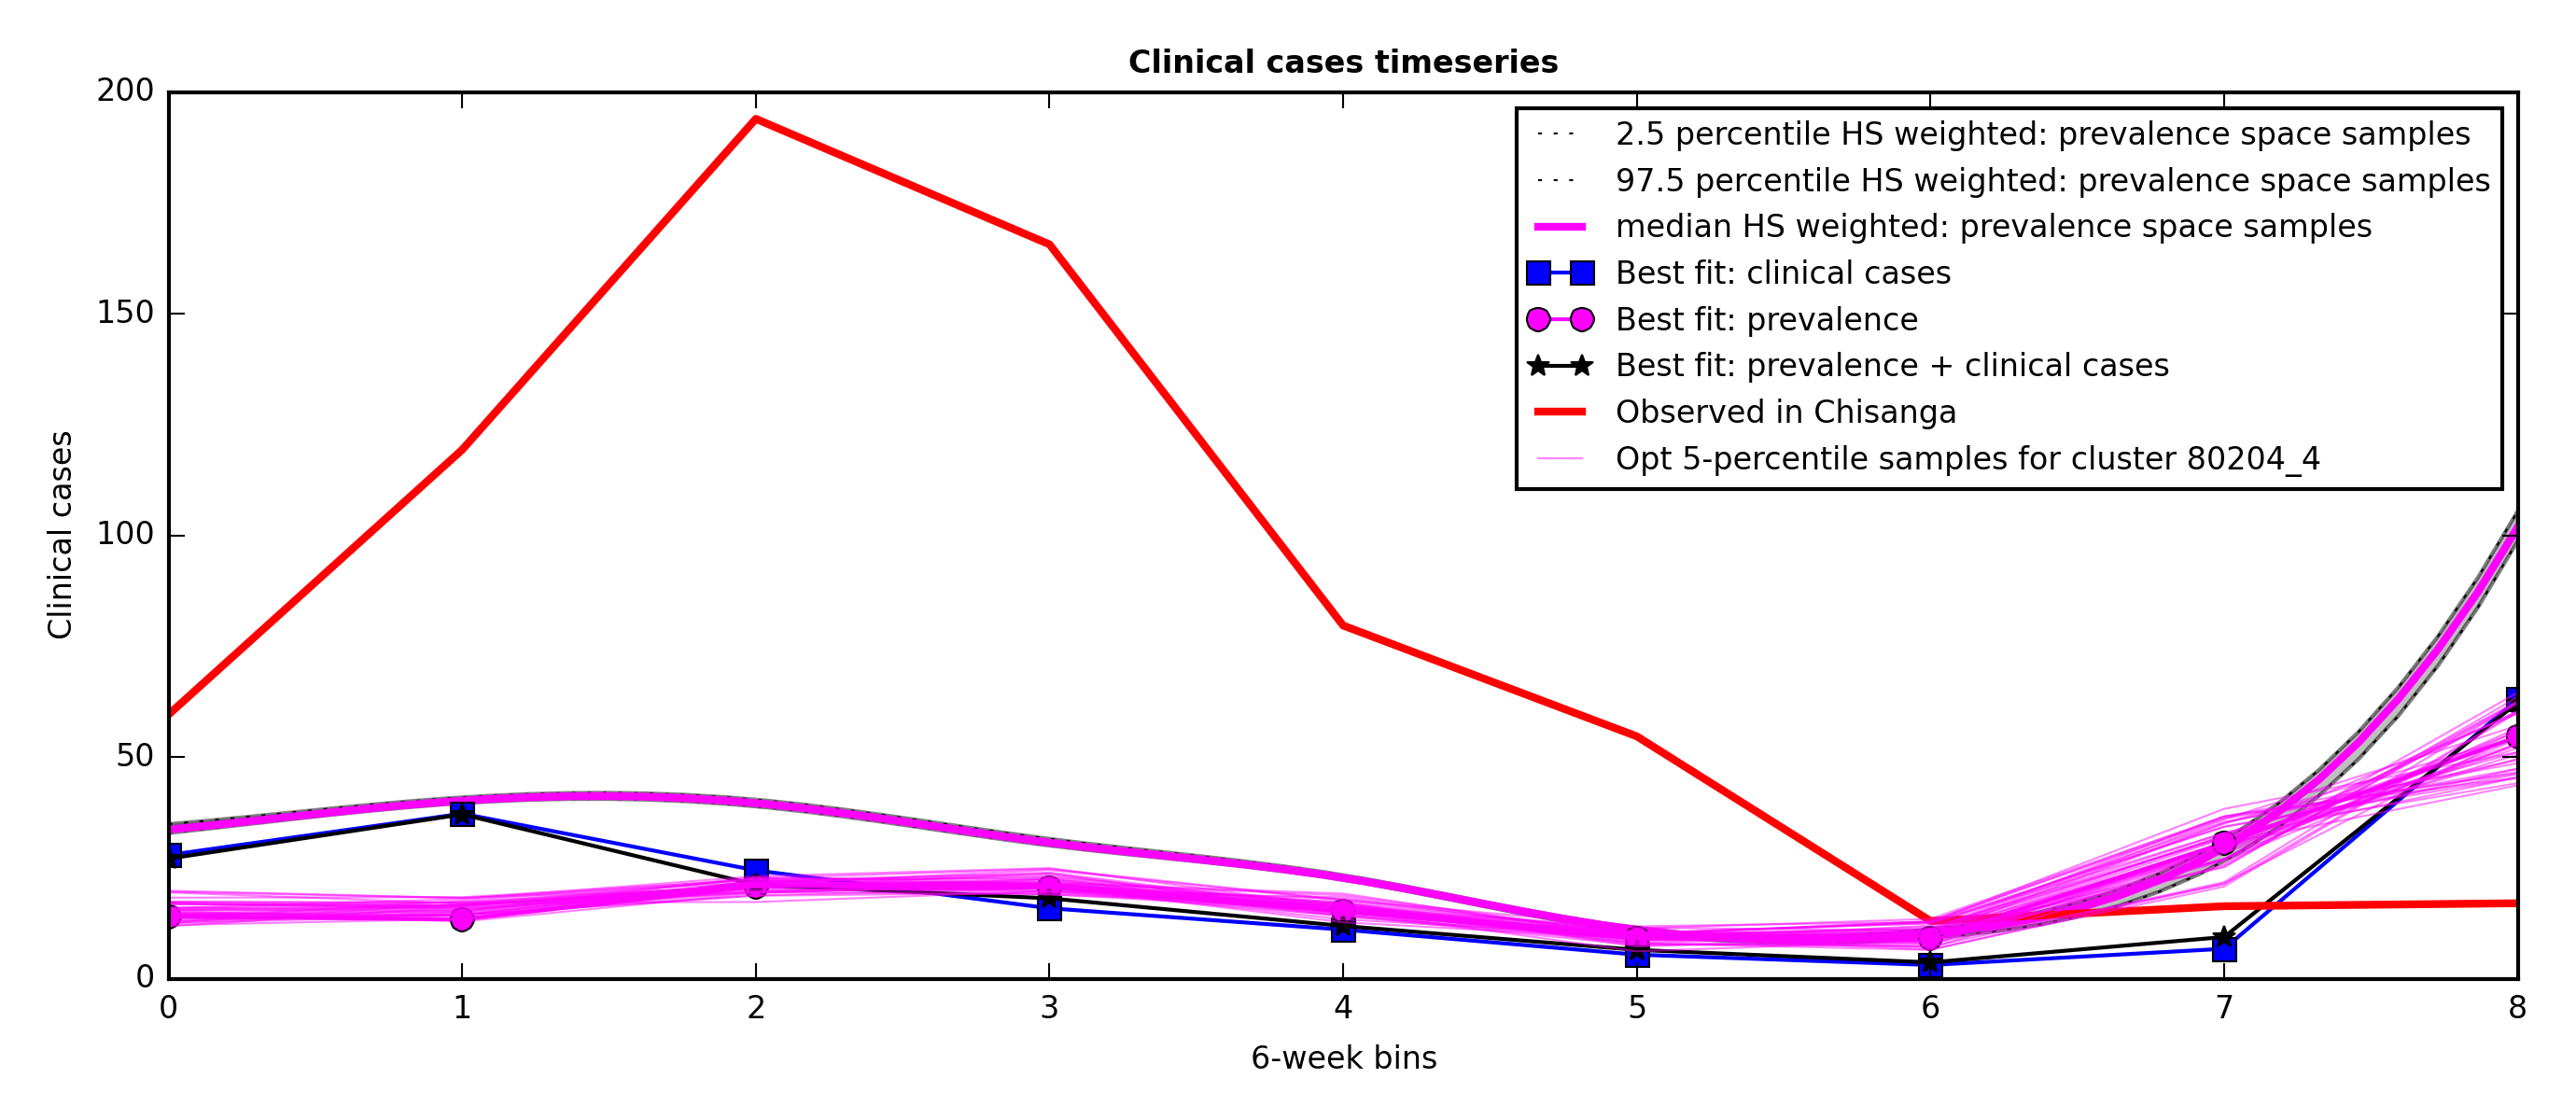 Clinical cases timeseries
200
150
100
50
0
Clinical cases
2.5 percentile HS weighted: prevalence space samples
97.5 percentile HS weighted: prevalence space samples
median HS weighted: prevalence space samples
Best fit: clinical cases
Best fit: prevalence
Best fit: prevalence + clinical cases
Observed in Chisanga
Opt 5-percentile samples for cluster 80204_4
0 1 2 3 4 5 6 7 8
6-week bins